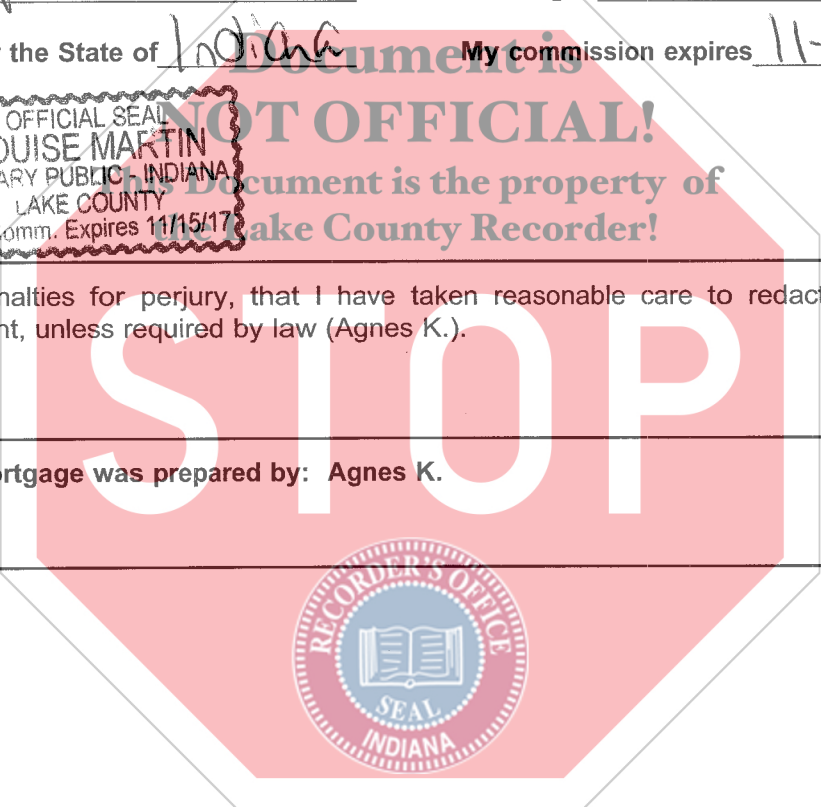 the State of Indiana My commission expires 11-
Document is
NOT OFFICIAL!
This Document is the property of
the Lake County Recorder!
OFFICIAL SEAL
OUISE MARTIN
ARY PUBLIC - INDIANA
LAKE COUNTY
omm. Expires 11/15/17
nalties for perjury, that I have taken reasonable care to redact
nt, unless required by law (Agnes K.).
STOP
rtgage was prepared by: Agnes K.
RECORDER'S OFFICE
SEAL
INDIANA